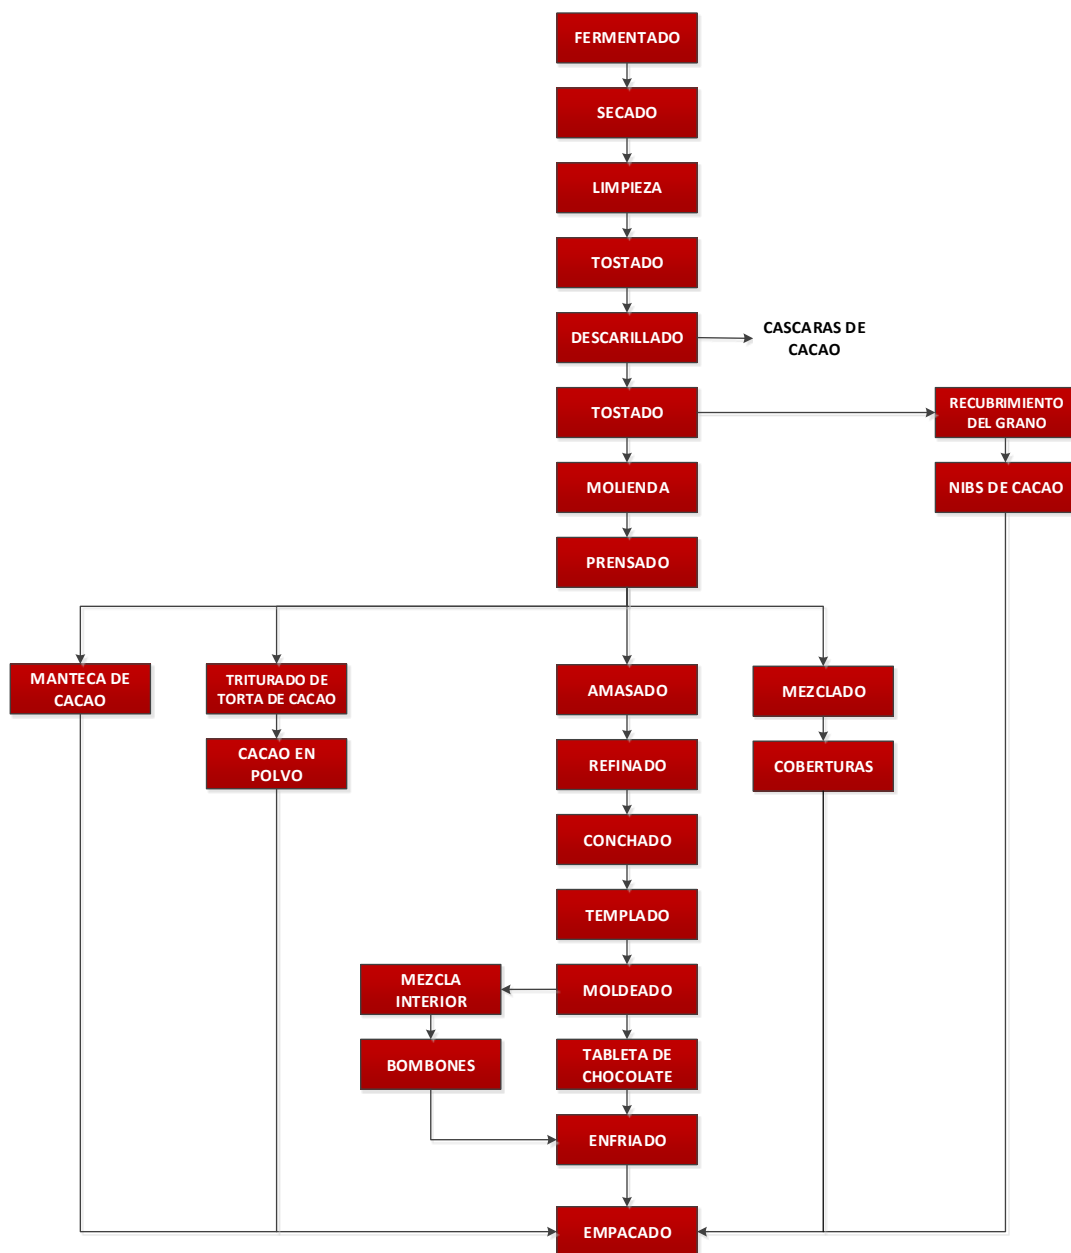 FERMENTADO
SECADO
LIMPIEZA
TOSTADO
DESCARILLADO
CASCARAS DE
CACAO
TOSTADO
RECUBRIMIENTO
DEL GRANO
MOLIENDA
NIBS DE CACAO
PRENSADO
MANTECA DE
CACAO
TRITURADO DE
TORTA DE CACAO
AMASADO
MEZCLADO
CACAO EN
POLVO
REFINADO
COBERTURAS
CONCHADO
TEMPLADO
MEZCLA
INTERIOR
MOLDEADO
BOMBONES
TABLETA DE
CHOCOLATE
ENFRIADO
EMPACADO